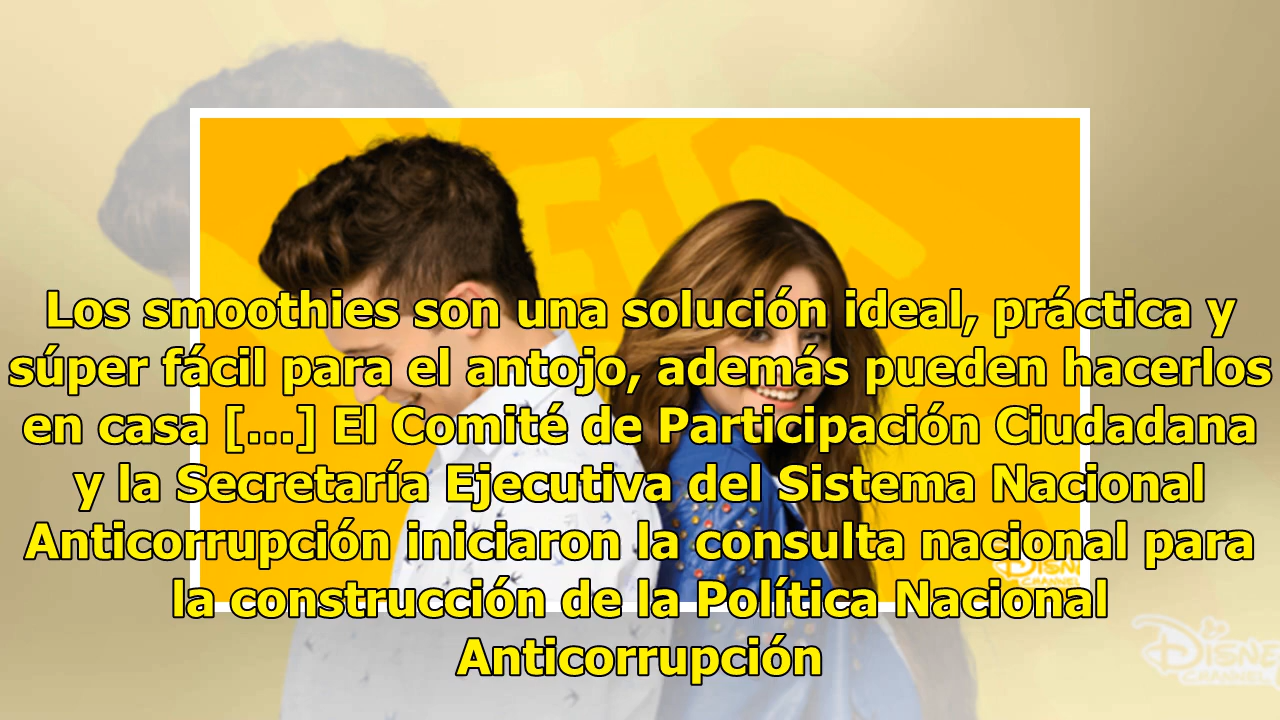 Los smoothies son una solución ideal, práctica y
súper fácil para el antojo, además pueden hacerlos
en casa [...] El Comité de Participación Ciudadana
y la Secretaría Ejecutiva del Sistema Nacional
Anticorrupción iniciaron la consulta nacional para
la construcción de la Política Nacional
Anticorrupción
DISNEY
CHANNEL